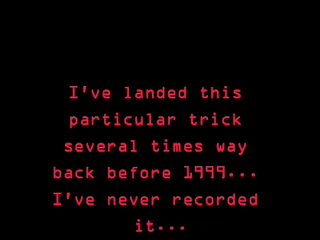 I've landed this
particular trick
several times way
back before 1999...
I've never recorded
it...